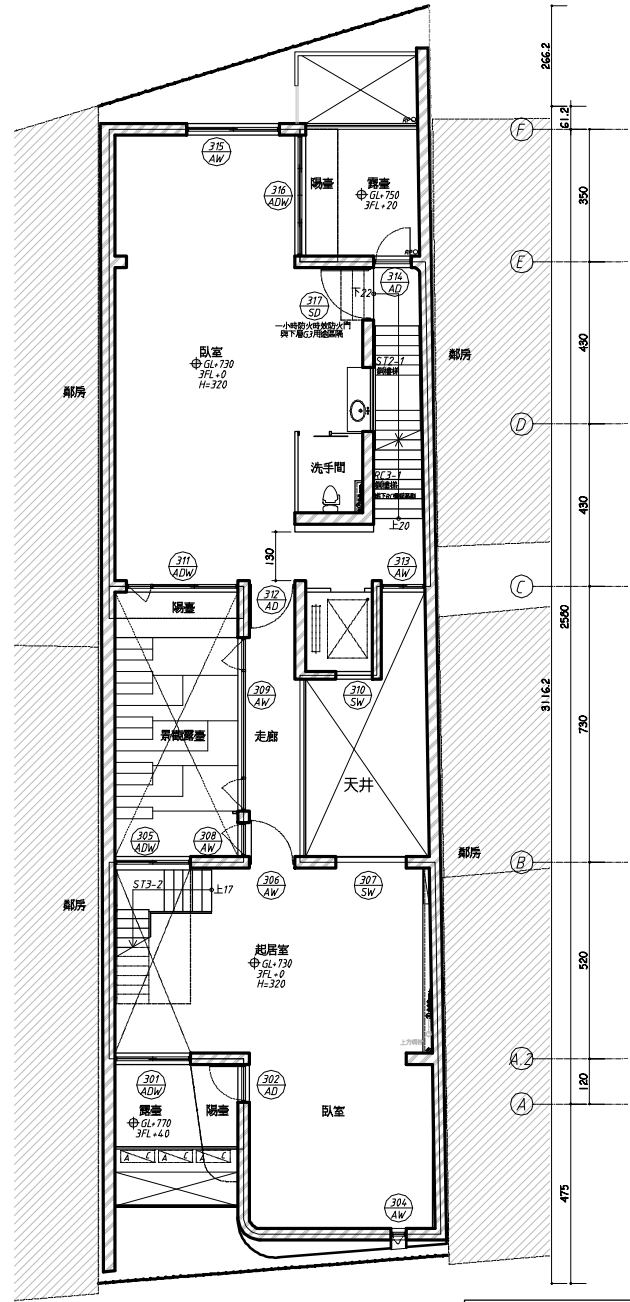 266.2
61.2
RPO
F
315
AW
316
ADW
陽臺
露臺
GL+750
3FL+20
350
RPO
E
314
AD
下22
317
SD
一小時防火時效防火門
與下層G3用途區隔
ST2-1
鋼樓梯
臥室
GL+730
3FL+0
H=320
鄰房
鄰房
430
D
洗手間
RC3-1
上20
430
130
311
ADW
312
AD
313
AW
C
陽臺
2580
3116.2
309
AW
310
SW
走廊
景觀露臺
天井
730
305
ADW
308
AW
鄰房
B
ST3-2
上17
306
AW
307
SW
鄰房
起居室
GL+730
3FL+0
H=320
520
A.2
301
ADW
302
AD
120
A
露臺
GL+770
3FL+40
陽臺
臥室
A C
A C
A C
475
304
AW